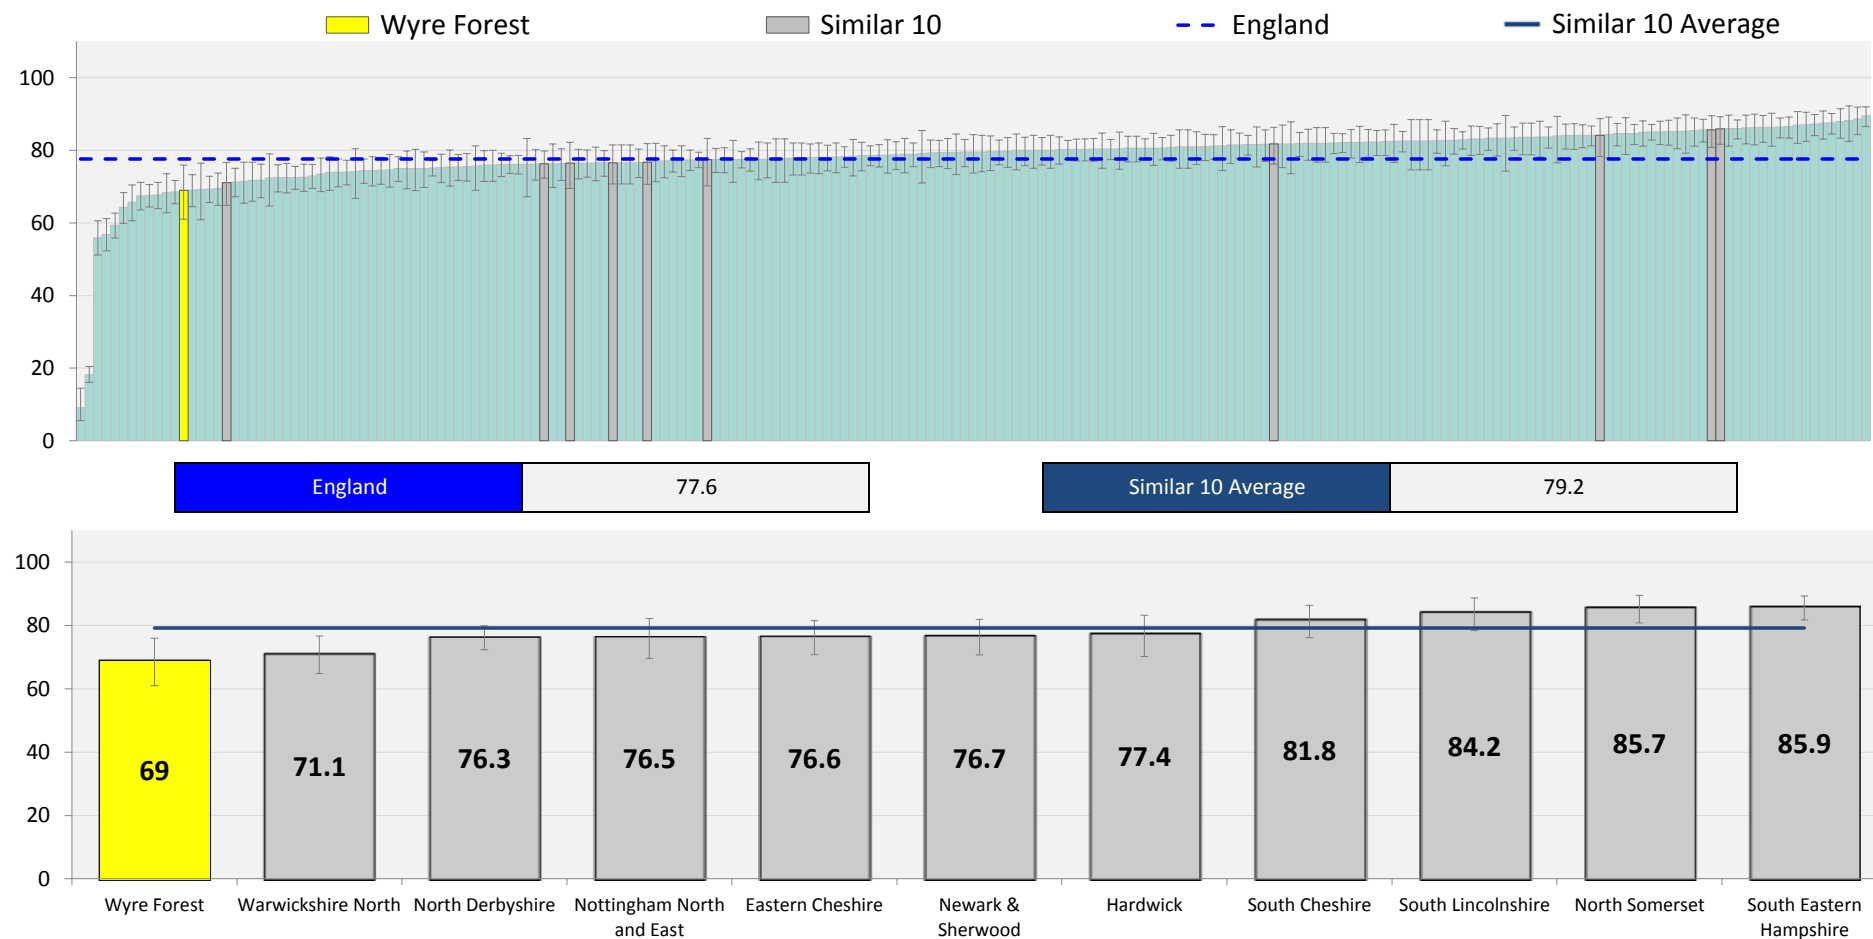 Wyre Forest Similar 10 England Similar 10 Average
100
80
60
40
20
0
England 77.6 Similar 10 Average 79.2
100
80
60
40
20
0
69 71.1 76.3 76.5 76.6 76.7 77.4 81.8 84.2 85.7 85.9
Wyre Forest Warwickshire North North Derbyshire Nottingham North Eastern Cheshire Newark & Hardwick South Cheshire South Lincolnshire North Somerset South Eastern
and East Sherwood Hampshire